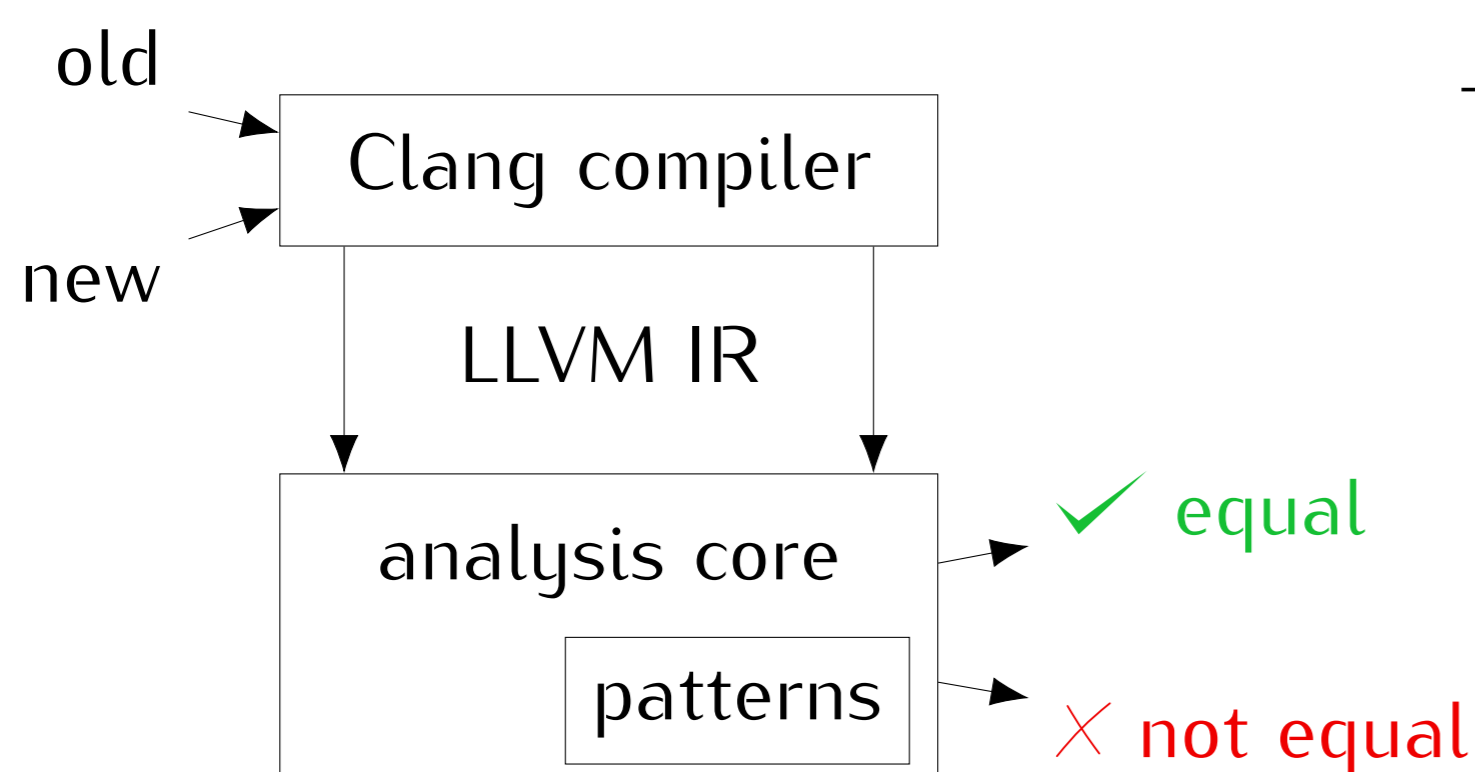 old
Clang compiler
new
LLVM IR
analysis core
✓ equal
patterns
✗ not equal